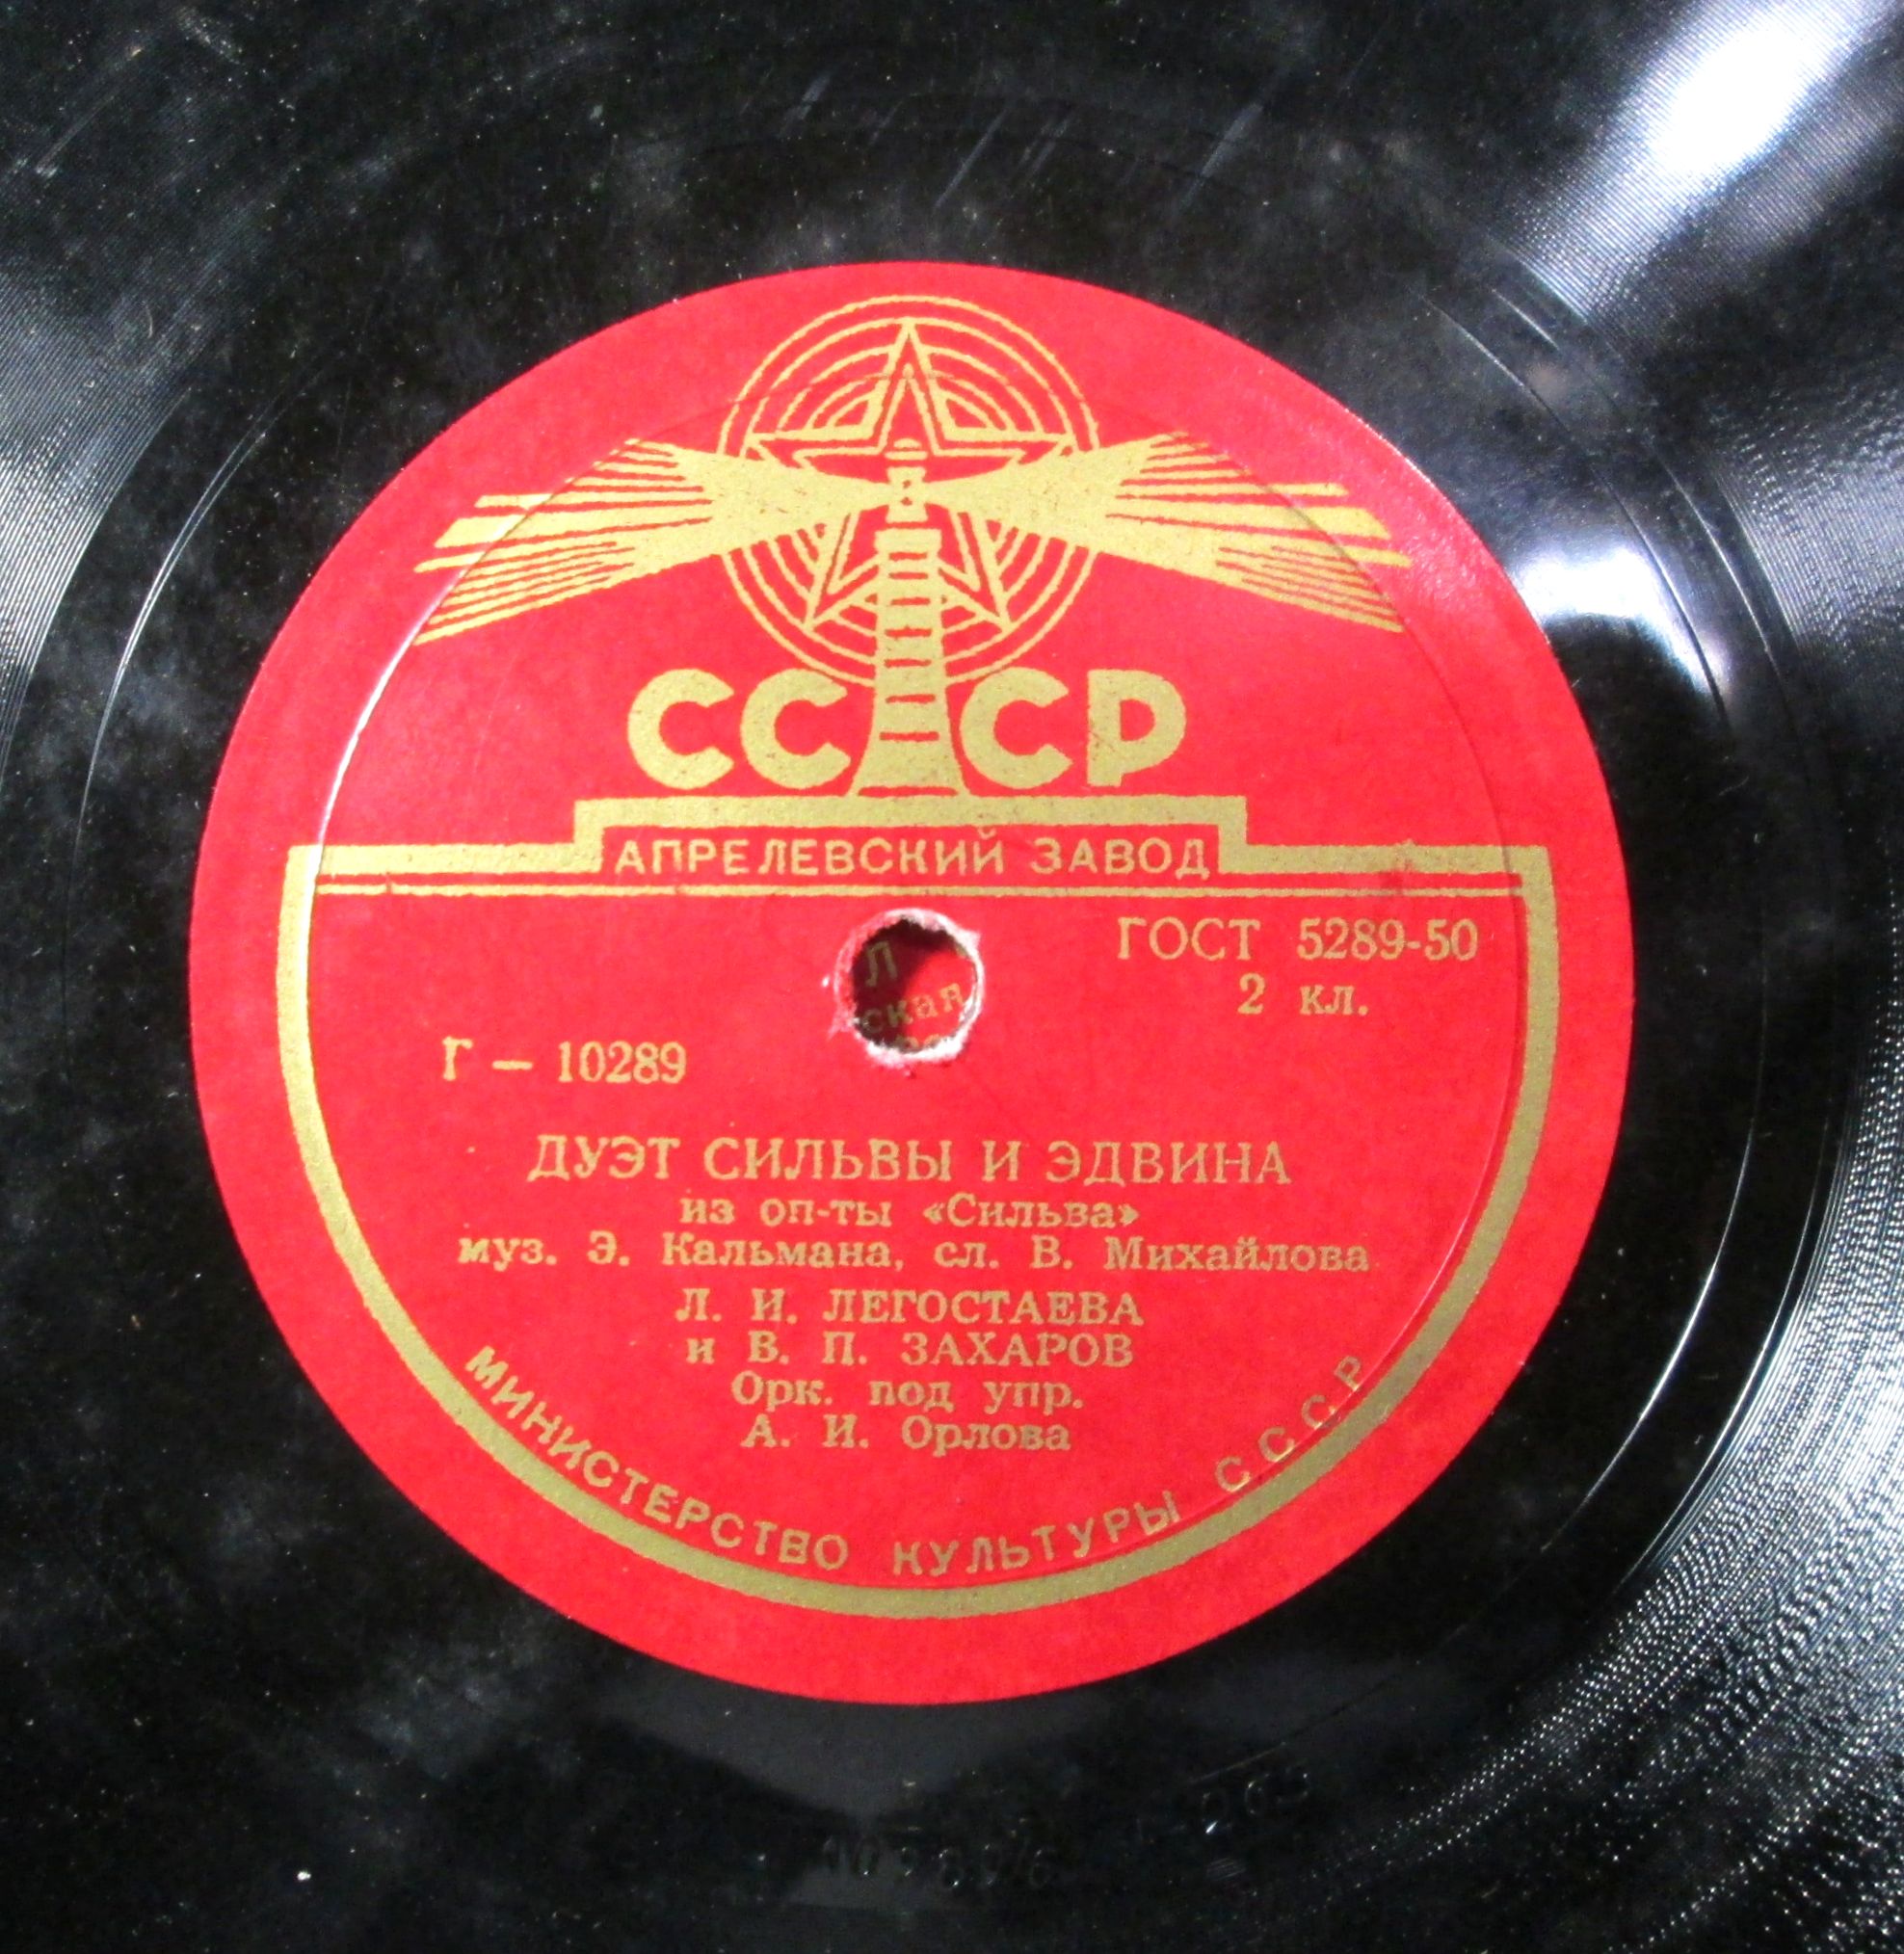 СССР
АПРЕЛЕВСКИЙ ЗАВОД
ГОСТ 5289-50
2 кл.
Г — 10289
ДУЭТ СИЛЬВЫ И ЭДВИНА
из оп-ты «Сильва»
муз. Э. Кальмана, сл. В. Михайлова
Л. И. ЛЕГОСТАЕВА
и В. П. ЗАХАРОВ
Орк. под упр.
А. И. Орлова
МИНИСТЕРСТВО КУЛЬТУРЫ СССР